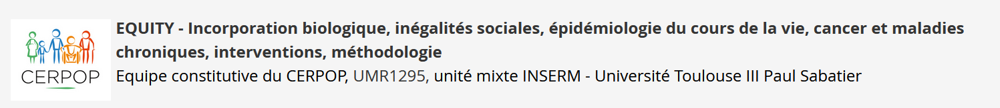 EQUITY - Incorporation biologique, inégalités sociales, épidémiologie du cours de la vie, cancer et maladies
chroniques, interventions, méthodologie
CERPOP
Equipe constitutive du CERPOP, UMR1295, unité mixte INSERM - Université Toulouse III Paul Sabatier